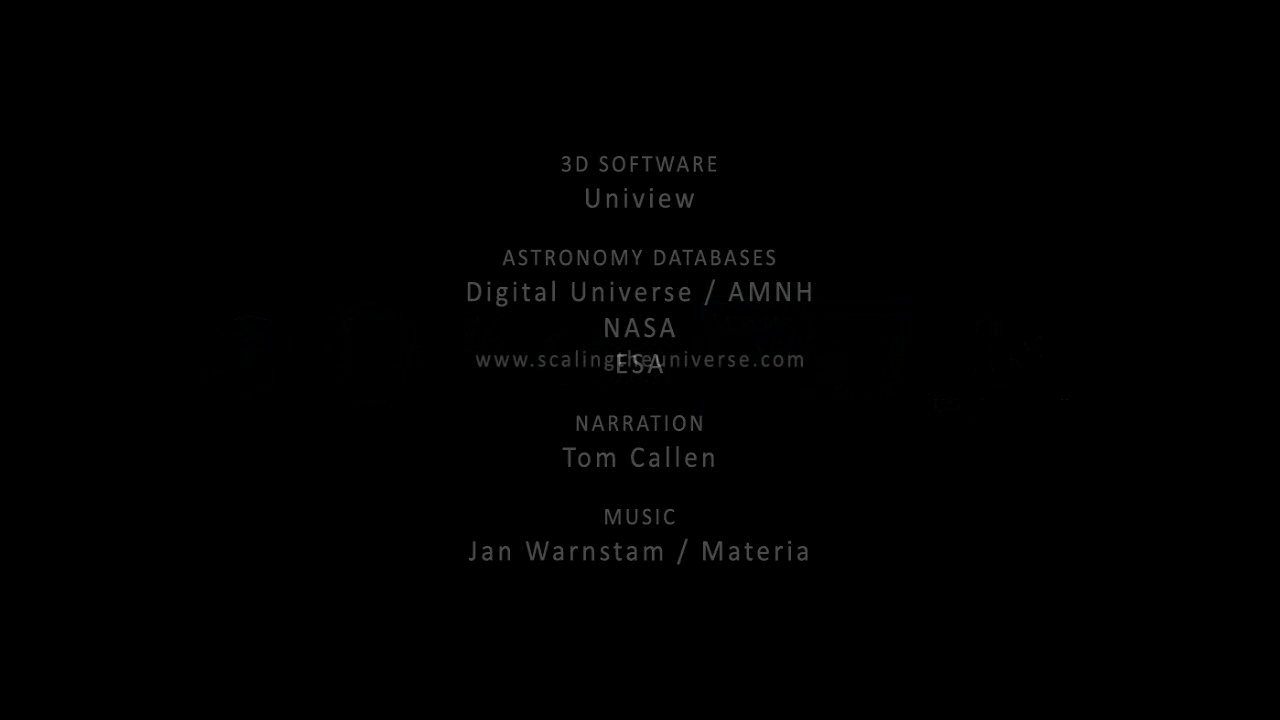 3D SOFTWARE
Uniview
ASTRONOMY DATABASES
Digital Universe / AMNH
NASA
www.scalingtheuniverse.com
ESA
NARRATION
Tom Callen
MUSIC
Jan Warnstam / Materia